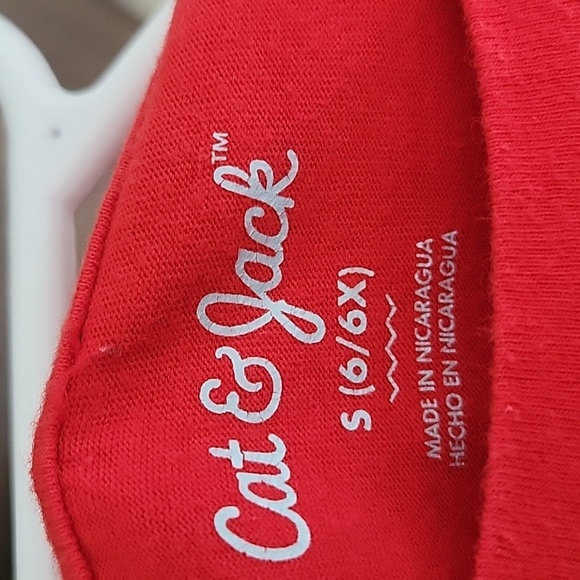 Cat & Jack™
S (6/6X)
MADE IN NICARAGUA
HECHO EN NICARAGUA